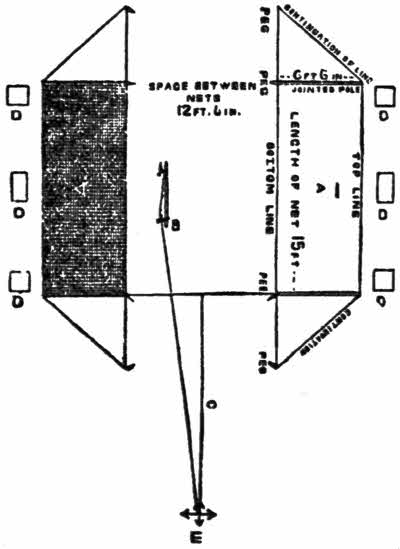 PEG
CONTINUATION OF LINE
PEG
6 FT 6 IN
JOINTED POLE
SPACE BETWEEN
NETS
12 FT. 6 IN.
D
D
A
BOTTOM LINE
LENGTH OF NET 15 FT
A
TOP LINE
D
D
B
D
D
PEG
CONTINUATION
PEG
C
E